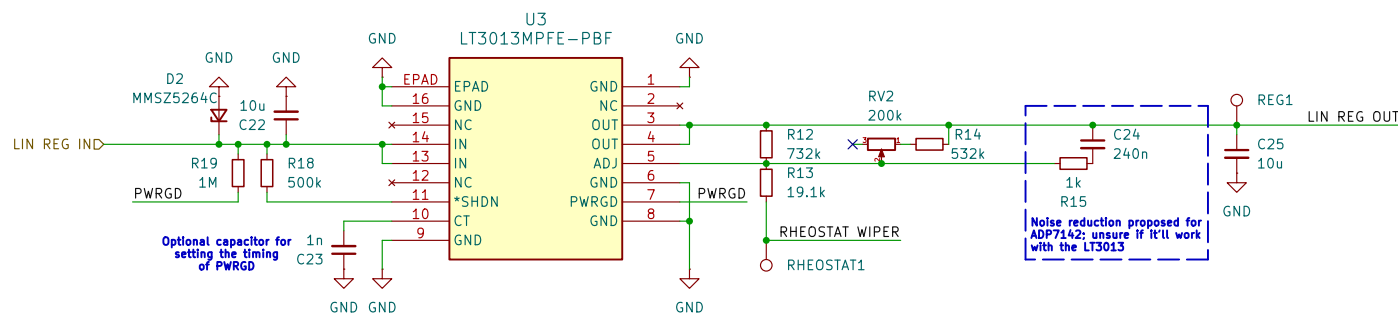 U3
LT3013MPFE-PBF
GND
GND
GND
GND
D2
MMSZ5264C
10u
C22
EPAD
16
15
14
13
12
11
10
9
EPAD
GND
NC
IN
IN
NC
*SHDN
CT
GND
GND
NC
OUT
OUT
ADJ
GND
PWRGD
GND
1
2
3
4
5
6
7
8
LIN REG IN
R19
1M
R18
500k
PWRGD
PWRGD
Optional capacitor for
setting the timing
of PWRGD
1n
C23
GND
GND
GND
R12
732k
R13
19.1k
RHEOSTAT WIPER
RHEOSTAT1
RV2
200k
3
1
2
R14
532k
C24
240n
1k
R15
Noise reduction proposed for
ADP7142; unsure if it'll work
with the LT3013
REG1
LIN REG OUT
C25
10u
GND